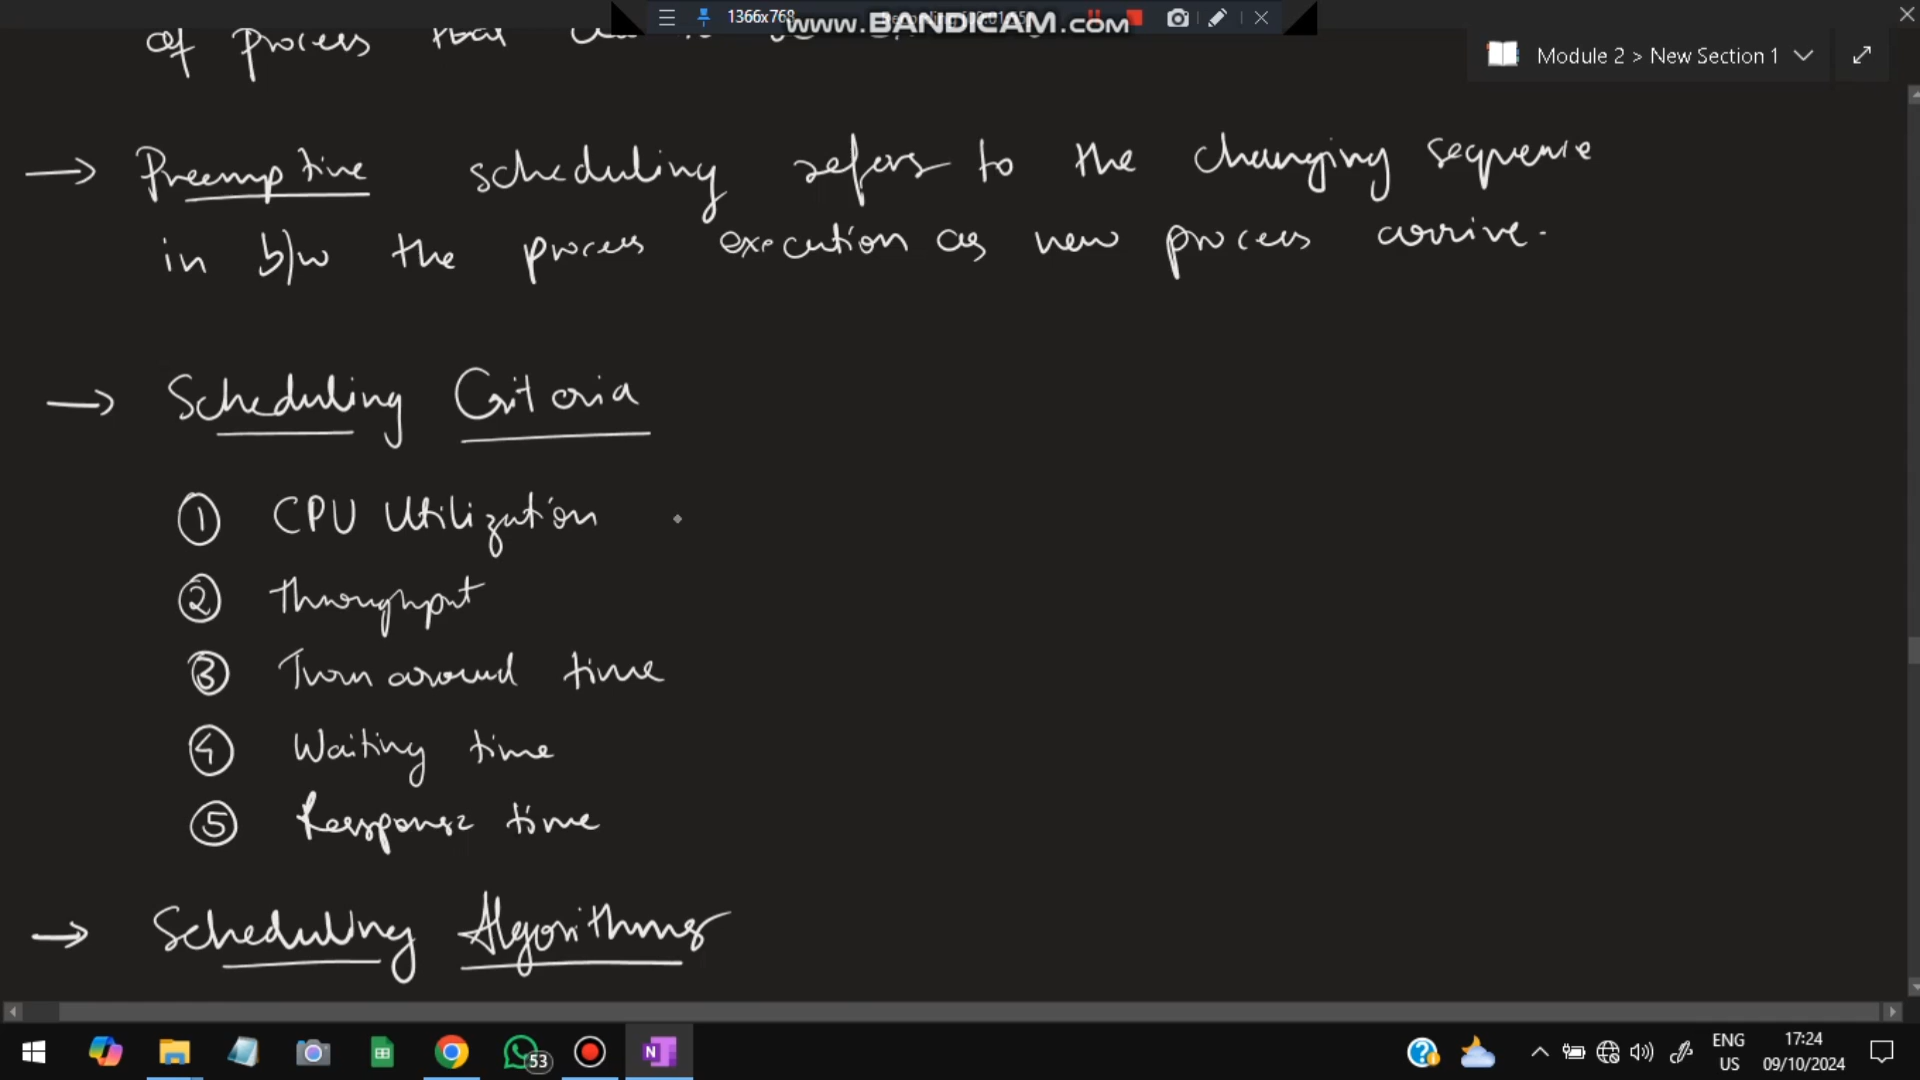 1366x768
www.BANDICAM.com
of process that
Module 2 > New Section 1
→ Preemptive scheduling refers to the changing sequence
in b/w the process execution as new process arrive.
→ Scheduling Criteria
① CPU Utilization
② Throughput
③ Turn around time
④ Waiting time
⑤ Response time
→ Scheduling Algorithms
53
N
ENG
US
17:24
09/10/2024